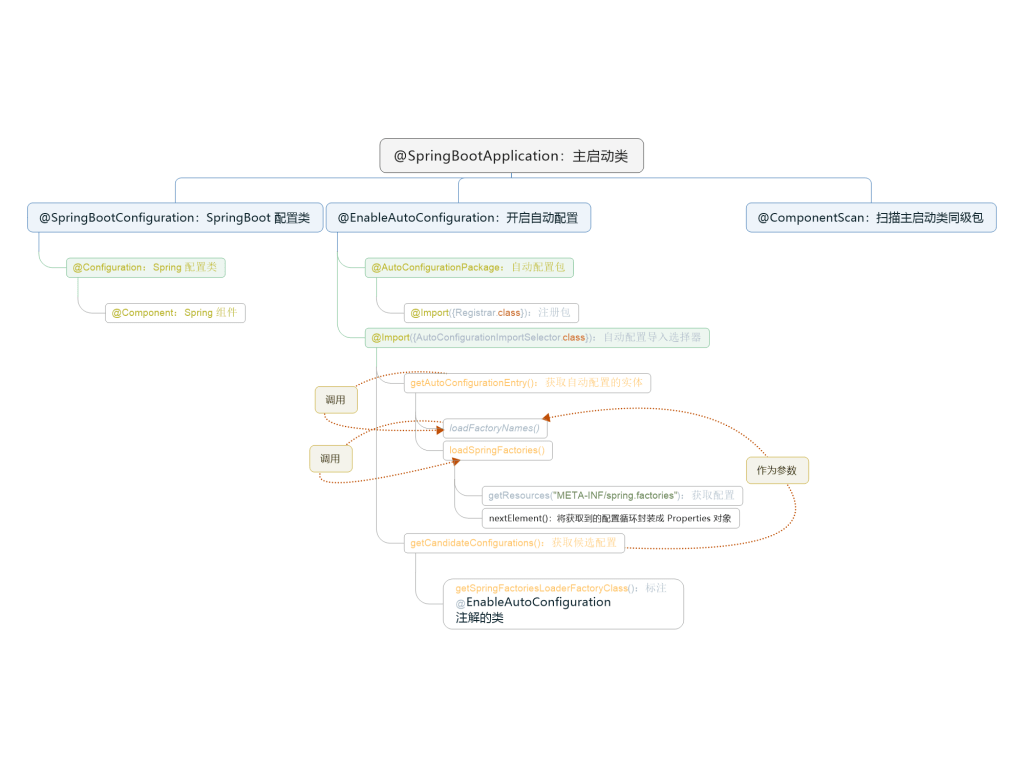 @SpringBootApplication：主启动类
@SpringBootConfiguration：SpringBoot 配置类
@EnableAutoConfiguration：开启自动配置
@ComponentScan：扫描主启动类同级包
@Configuration：Spring 配置类
@AutoConfigurationPackage：自动配置包
@Component：Spring 组件
@Import({Registrar.class})：注册包
@Import({AutoConfigurationImportSelector.class})：自动配置导入选择器
getAutoConfigurationEntry()：获取自动配置的实体
调用
loadFactoryNames()
loadSpringFactories()
调用
作为参数
getResources("META-INF/spring.factories")：获取配置
nextElement()：将获取到的配置循环封装成 Properties 对象
getCandidateConfigurations()：获取候选配置
getSpringFactoriesLoaderFactoryClass()：标注
@EnableAutoConfiguration
注解的类